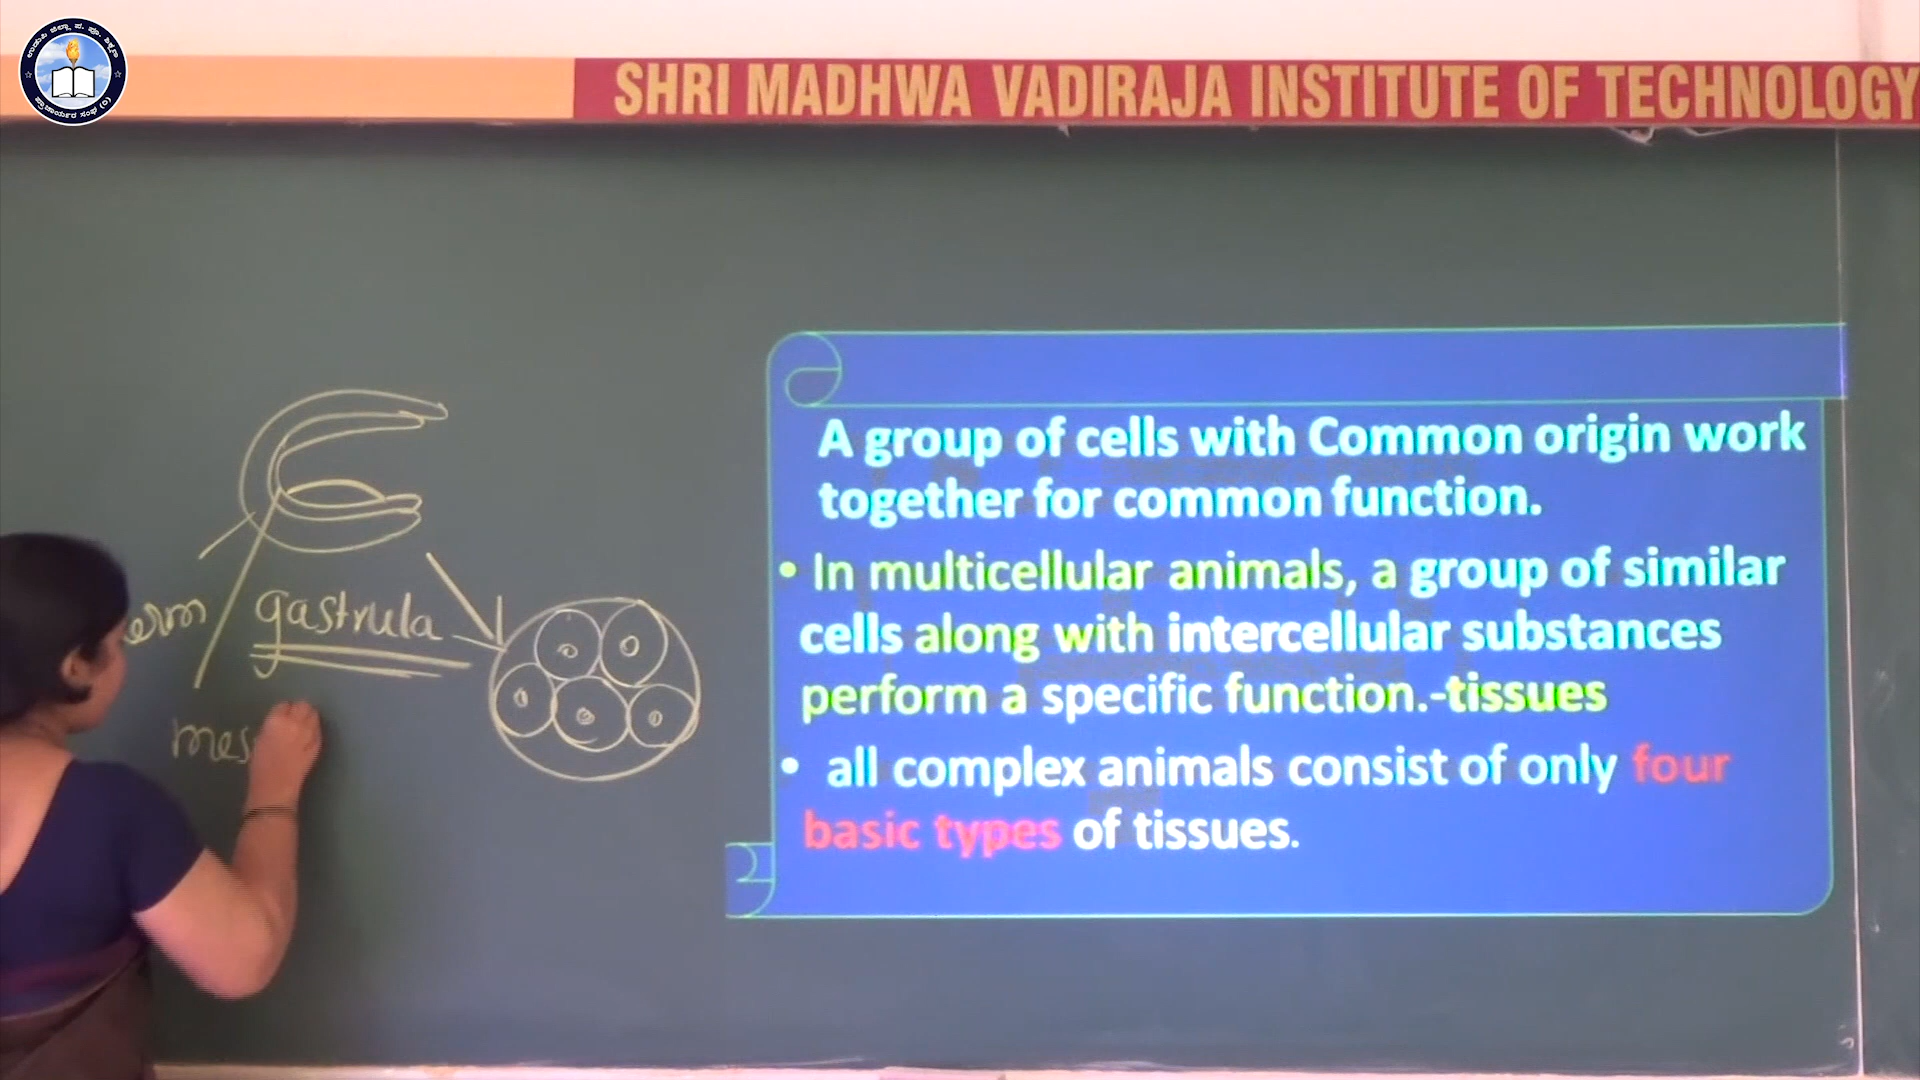 SHRI MADHWA VADIRAJA INSTITUTE OF TECHNOLOGY
A group of cells with Common origin work
together for common function.
• In multicellular animals, a group of similar
cells along with intercellular substances
perform a specific function.-tissues
• all complex animals consist of only four
basic types of tissues.
erm
gastrula
mes